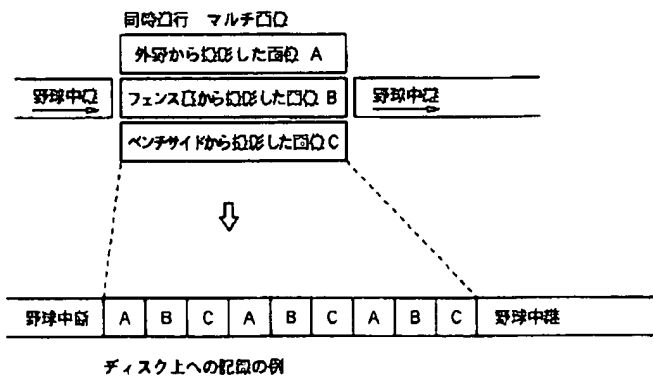 同時進行 マルチ画像
外野から撮影した画像 A
野球中継 フェンス裏から撮影した画像 B 野球中継
ベンチサイドから撮影した画像 C
野球中継 A B C A B C A B C 野球中継
ディスク上への記録の例